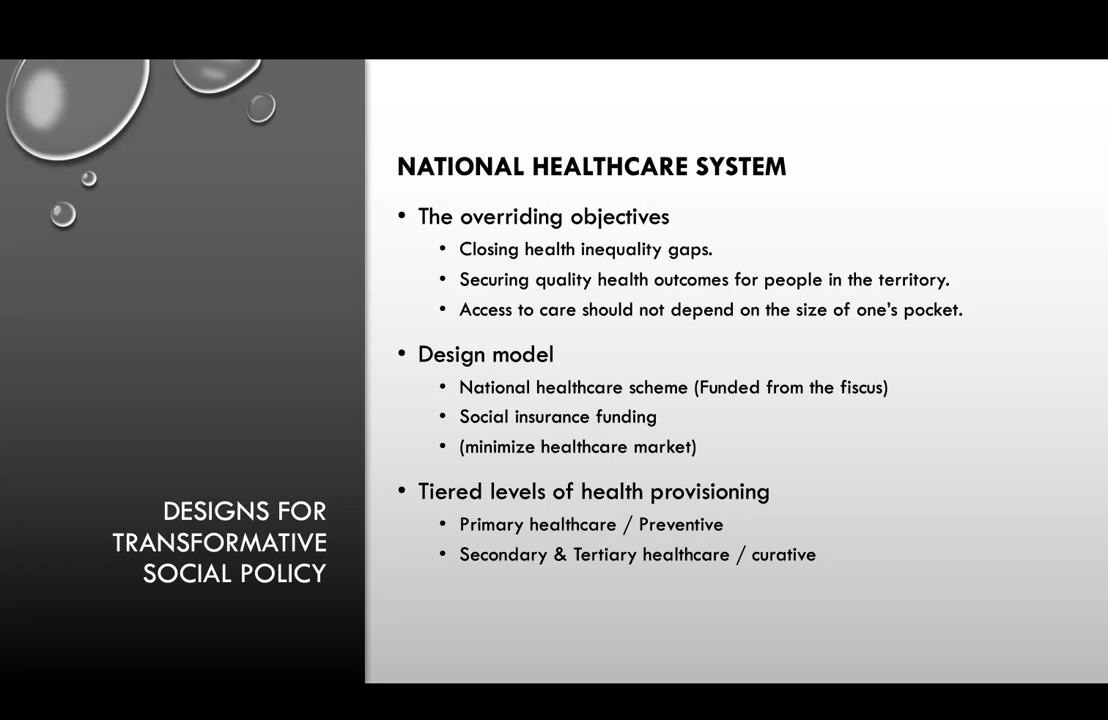 DESIGNS FOR
TRANSFORMATIVE
SOCIAL POLICY
NATIONAL HEALTHCARE SYSTEM
• The overriding objectives
• Closing health inequality gaps.
• Securing quality health outcomes for people in the territory.
• Access to care should not depend on the size of one's pocket.
• Design model
• National healthcare scheme (Funded from the fiscus)
• Social insurance funding
• (minimize healthcare market)
• Tiered levels of health provisioning
• Primary healthcare / Preventive
• Secondary & Tertiary healthcare / curative